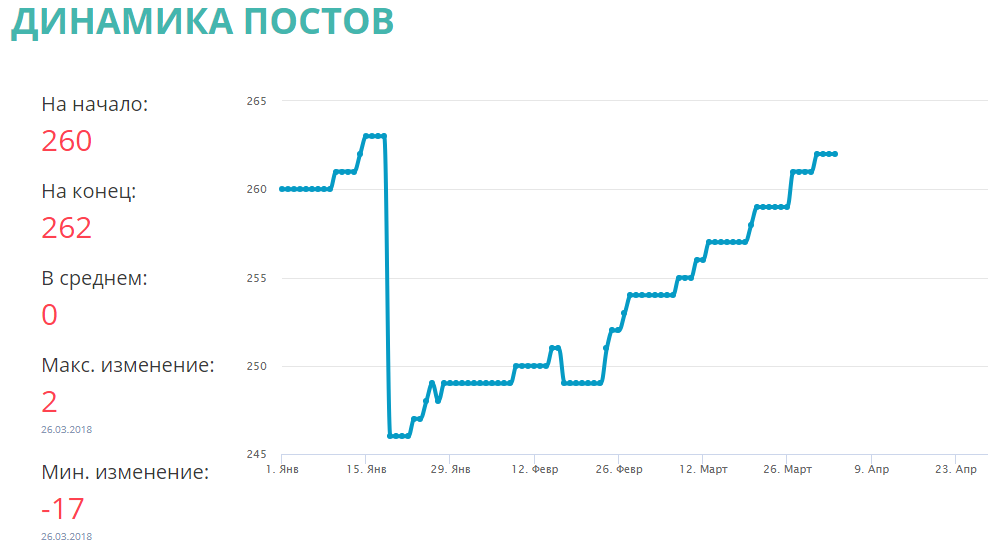 ДИНАМИКА ПОСТОВ
На начало:
260
На конец:
262
В среднем:
0
Макс. изменение:
2
26.03.2018
Мин. изменение:
-17
26.03.2018
265
260
255
250
245
1. Янв 15. Янв 29. Янв 12. Февр 26. Февр 12. Март 26. Март 9. Апр 23. Апр